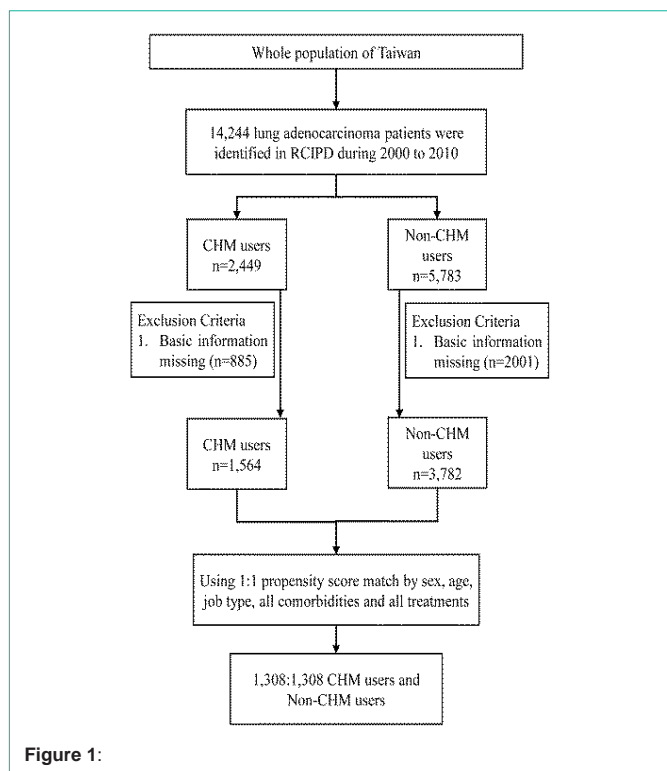 Whole population of Taiwan
14,244 lung adenocarcinoma patients were
identified in RCIPD during 2000 to 2010
CHM users
n=2,449
Non-CHM
users
n=5,783
Exclusion Criteria
1. Basic information
missing (n=885)
Exclusion Criteria
1. Basic information
missing (n=2001)
CHM users
n=1,564
Non-CHM
users
n=3,782
Using 1:1 propensity score match by sex, age,
job type, all comorbidities and all treatments
1,308:1,308 CHM users and
Non-CHM users
Figure 1: